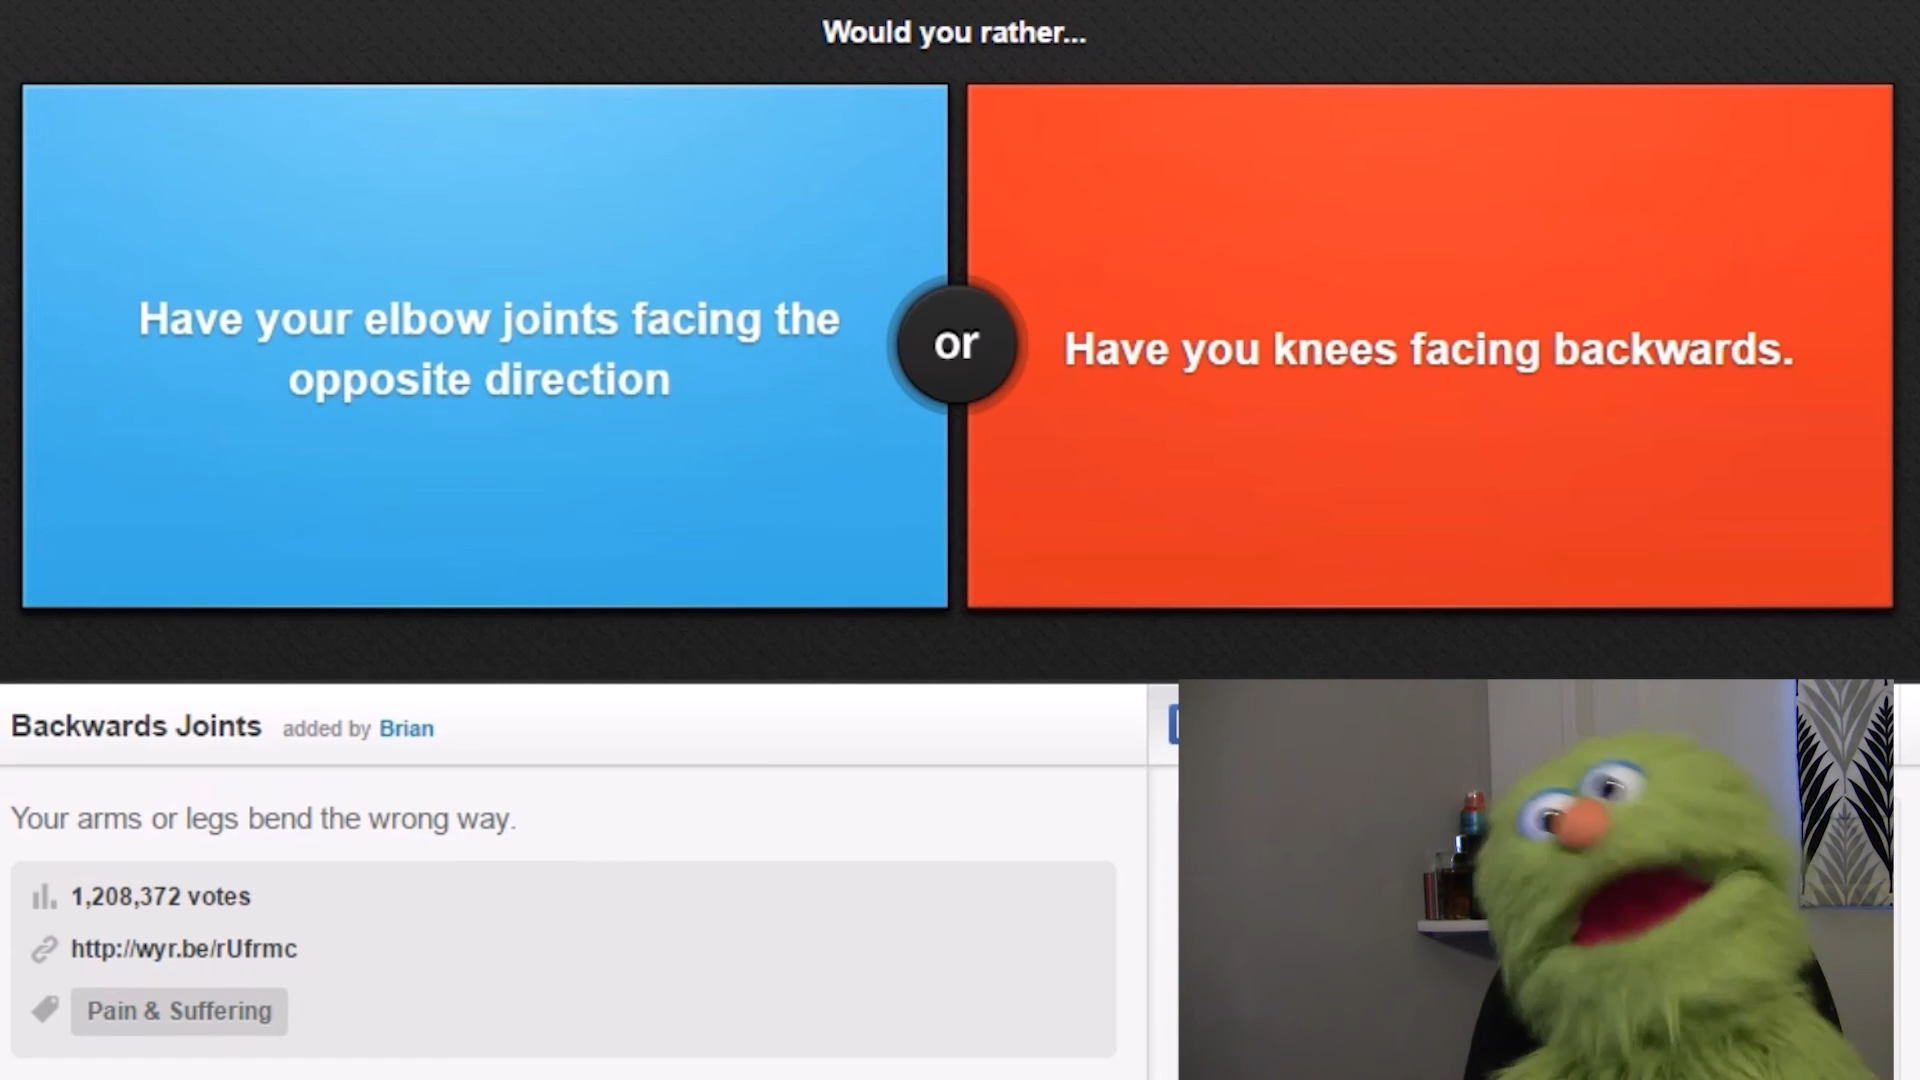 Would you rather...
Have your elbow joints facing the
opposite direction
or
Have you knees facing backwards.
Backwards Joints added by Brian
Your arms or legs bend the wrong way.
1,208,372 votes
http://wyr.be/rUfrmc
Pain & Suffering